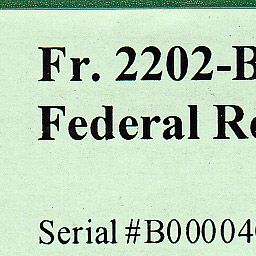 Fr. 2202-B
Federal Re
Serial #B00004